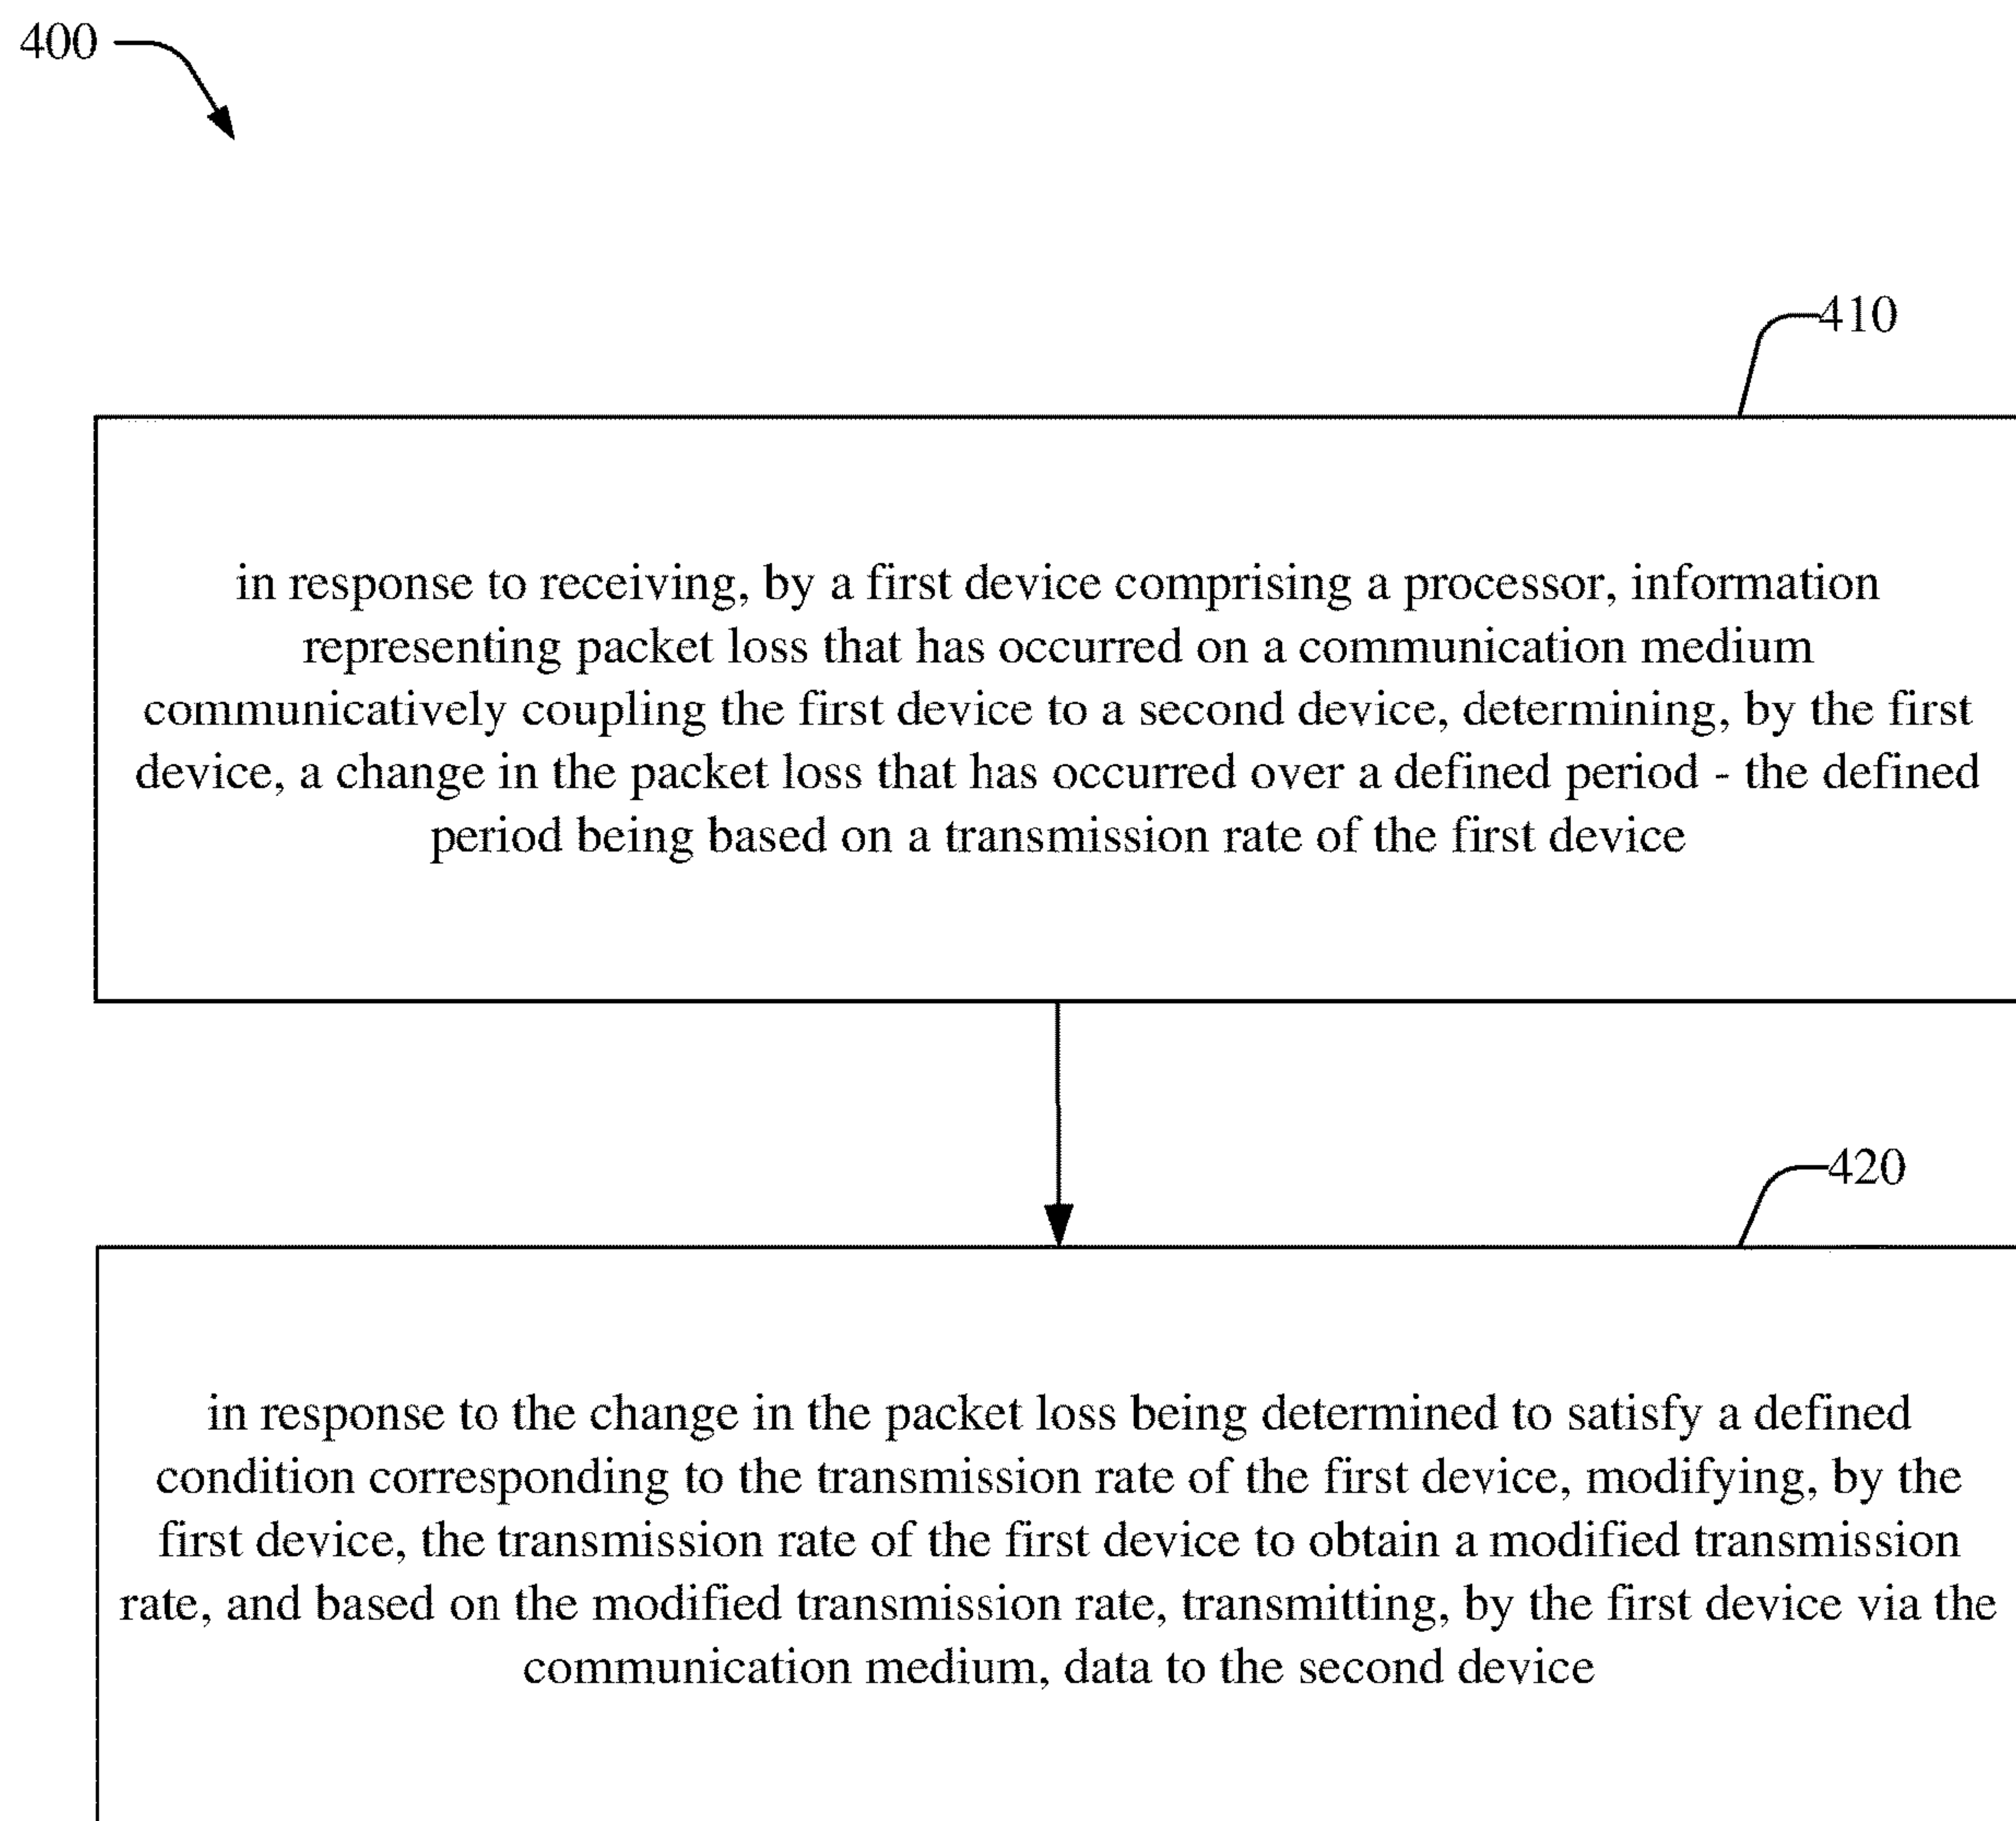 400
410
in response to receiving, by a first device comprising a processor, information
representing packet loss that has occurred on a communication medium
communicatively coupling the first device to a second device, determining, by the first
device, a change in the packet loss that has occurred over a defined period - the defined
period being based on a transmission rate of the first device
420
in response to the change in the packet loss being determined to satisfy a defined
condition corresponding to the transmission rate of the first device, modifying, by the
first device, the transmission rate of the first device to obtain a modified transmission
rate, and based on the modified transmission rate, transmitting, by the first device via the
communication medium, data to the second device